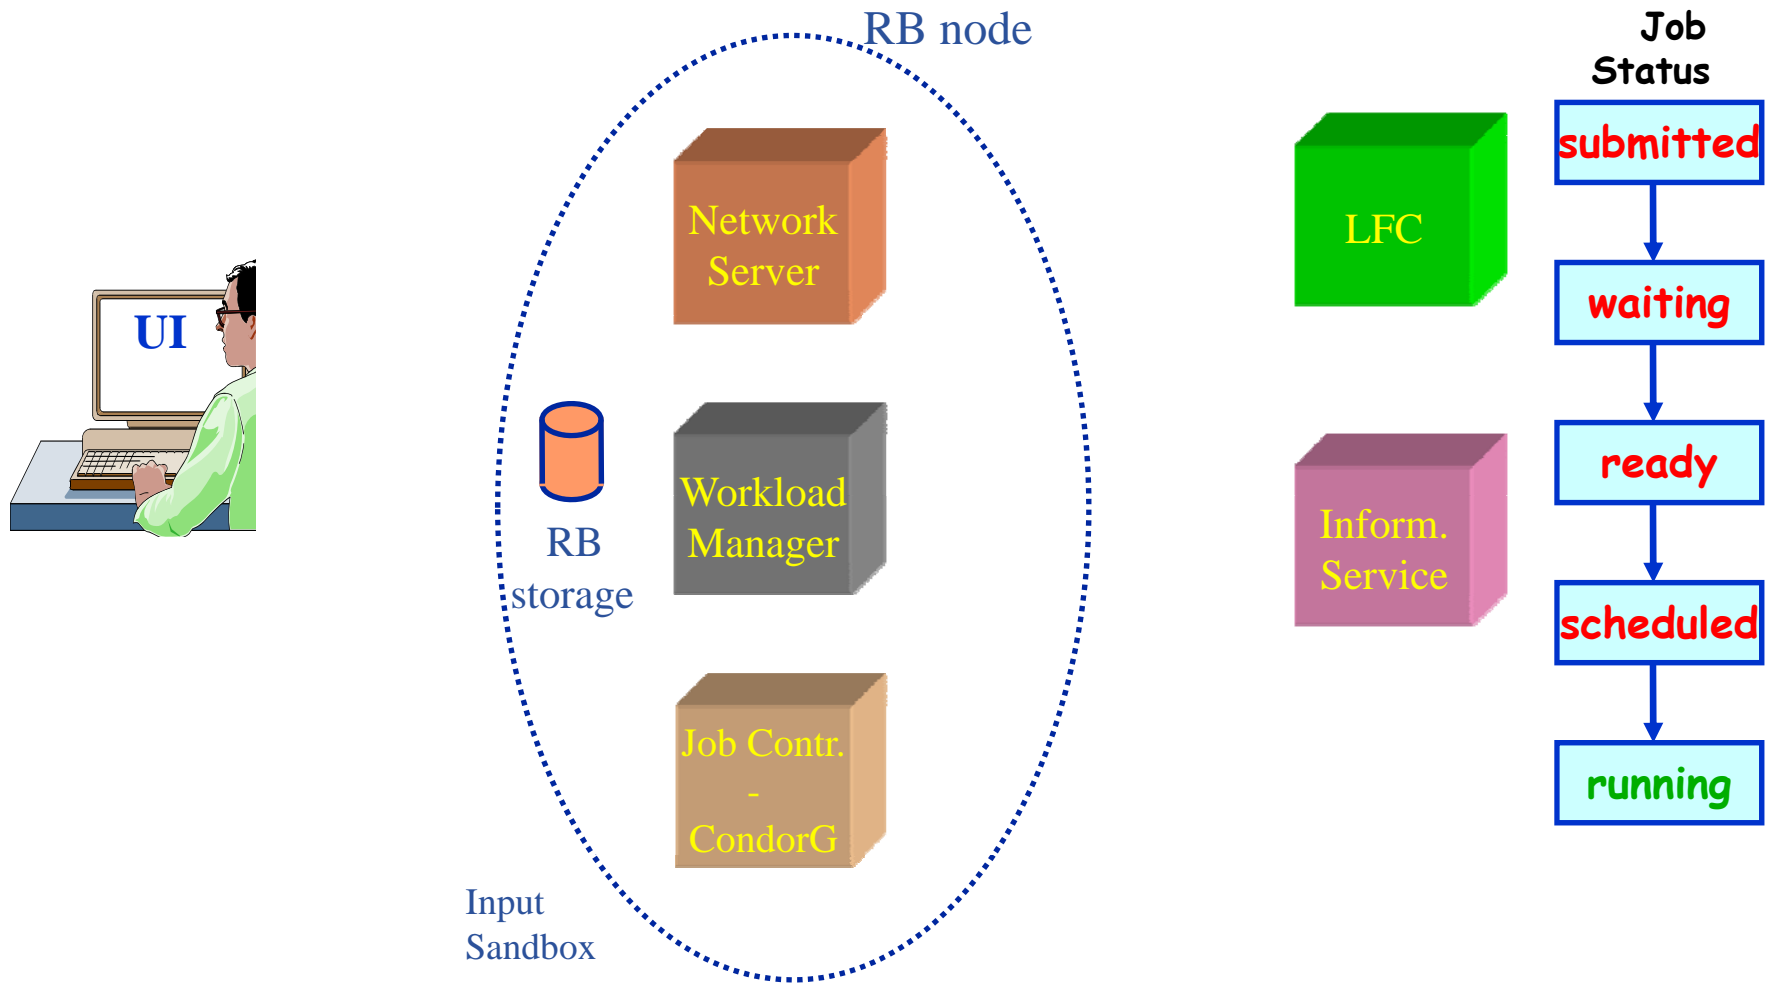 RB node
Job
Status
submitted
Network
Server
LFC
waiting
UI
ready
Workload
Manager
Inform.
Service
RB
storage
scheduled
Job Contr.
-
CondorG
running
Input
Sandbox